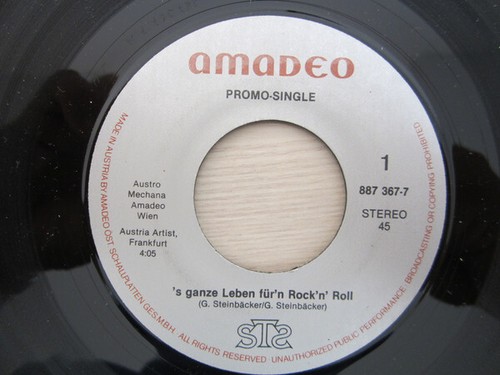 amadeo
PROMO-SINGLE
1
887 367-7
STEREO
45
Austro
Mechana
Amadeo
Wien
Austria Artist,
Frankfurt
4:05
's ganze Leben für'n Rock'n' Roll
(G. Steinbäcker/G. Steinbäcker)
STS
MADE IN AUSTRIA BY AMADEO ÖST. SCHALLPLATTEN GES.M.B.H. ALL RIGHTS RESERVED. UNAUTHORIZED PUBLIC PERFORMANCE, BROADCASTING OR COPYING PROHIBITED